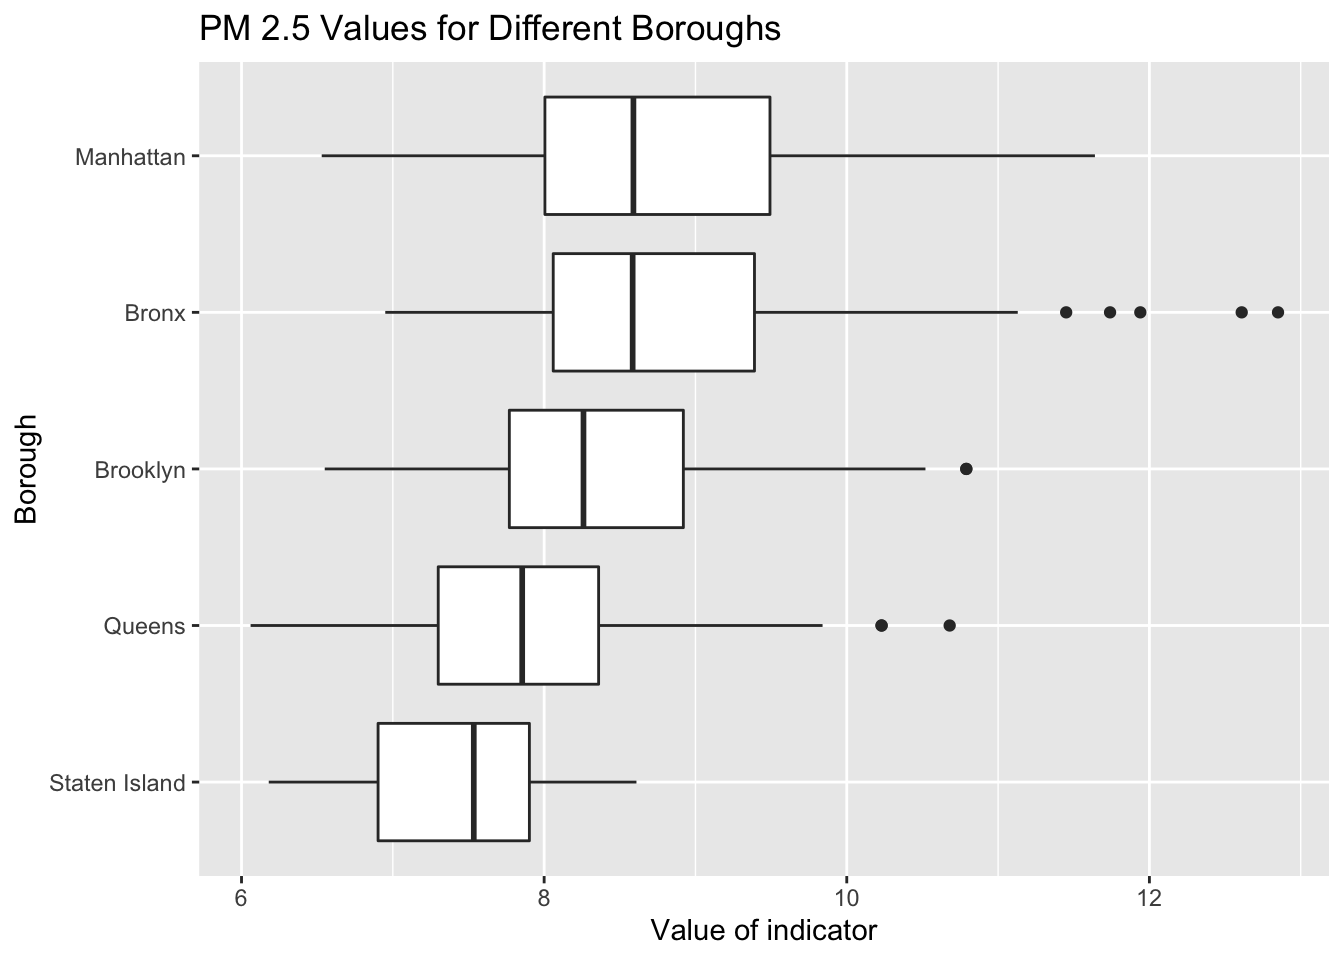 PM 2.5 Values for Different Boroughs
Manhattan
Bronx
Brooklyn
Queens
Staten Island
Borough
6 8 10 12
Value of indicator